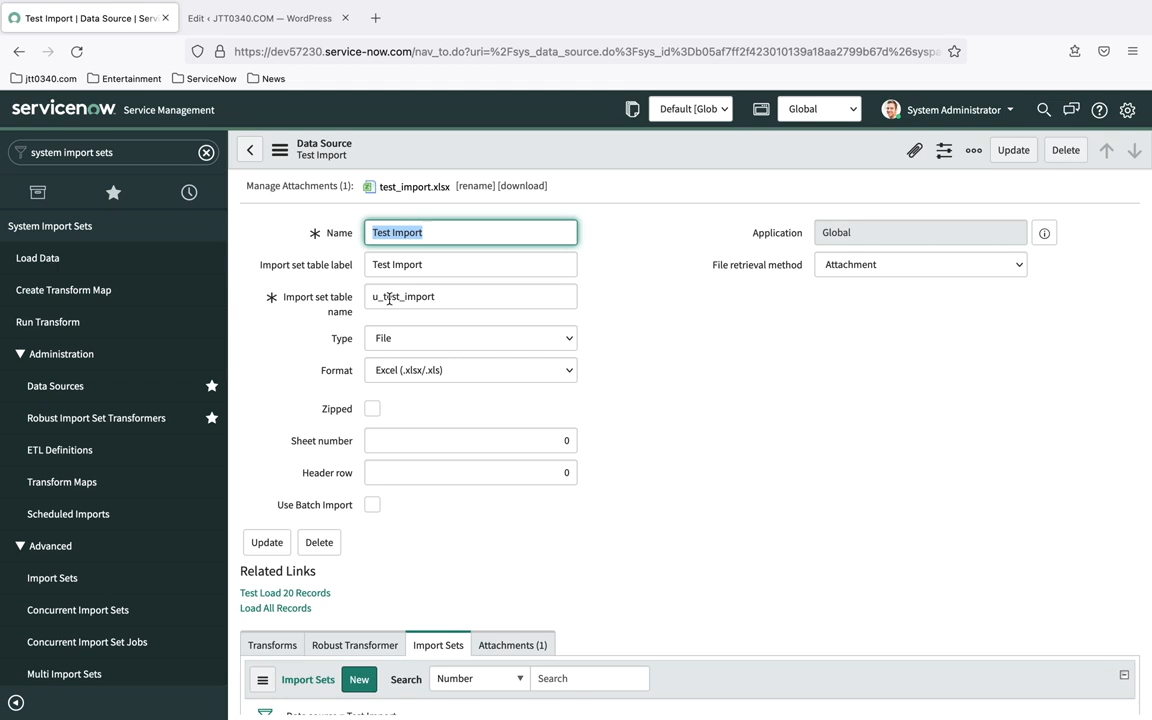 Test Import | Data Source | Serv
Edit ‹ JTT0340.COM — WordPress
https://dev57230.service-now.com/nav_to.do?uri=%2Fsys_data_source.do%3Fsys_id%3Db05af7ff2f423010139a18aa2799b67d%26syspa
jtt0340.com
Entertainment
ServiceNow
News
servicenow Service Management
Default [Glob
Global
System Administrator
system import sets
Data Source
Test Import
Update
Delete
Manage Attachments (1): test_import.xlsx [rename] [download]
System Import Sets
Load Data
Create Transform Map
Run Transform
Administration
Data Sources
Robust Import Set Transformers
ETL Definitions
Transform Maps
Scheduled Imports
Advanced
Import Sets
Concurrent Import Sets
Concurrent Import Set Jobs
Multi Import Sets
Name Test Import
Application Global
Import set table label Test Import
File retrieval method Attachment
Import set table name u_test_import
Type File
Format Excel (.xlsx/.xls)
Zipped
Sheet number 0
Header row 0
Use Batch Import
Update
Delete
Related Links
Test Load 20 Records
Load All Records
Transforms
Robust Transformer
Import Sets
Attachments (1)
Import Sets New Search Number Search
Data source = Test Import